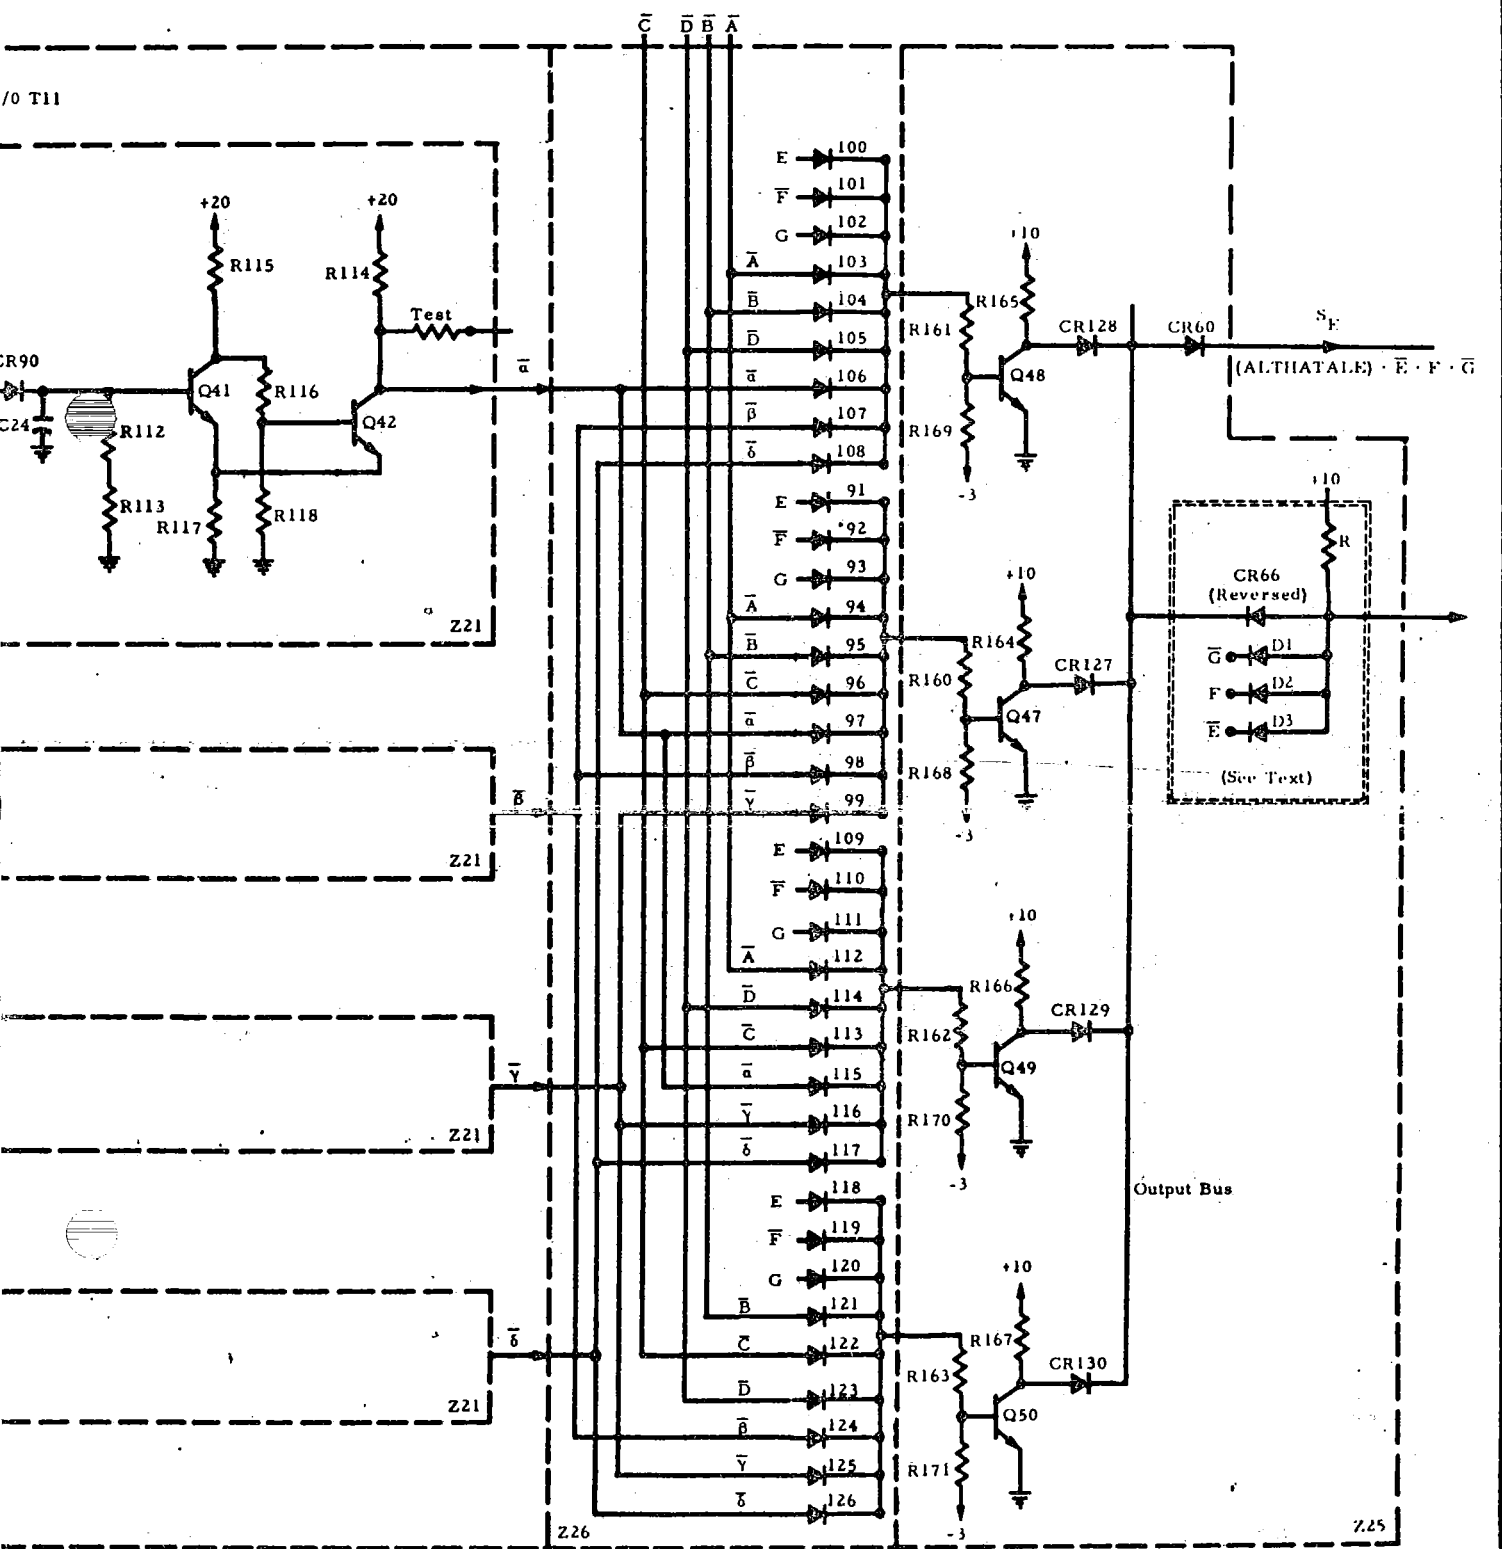 C̅ D̅ B̅ A̅
/0 T11
E 100
F̅ 101
G 102
A̅ 103
B̅ 104
D̅ 105
α̅ 106
β̅ 107
δ̅ 108
+20
+20
R115
R114
Test
α̅
CR90
Q41
R116
Q42
C24
R112
R113
R117
R118
Z21
+10
R165
R161
Q48
R169
-3
CR128
CR60
S_E
(ALTHATALE) · E̅ · F · G̅
E 91
F̅ 92
G 93
A̅ 94
B̅ 95
C̅ 96
α̅ 97
β̅ 98
γ̅ 99
+10
R164
R160
Q47
R168
-3
CR127
+10
R
CR66
(Reversed)
G̅ D1
F D2
E̅ D3
(See Text)
β̅
Z21
E 109
F̅ 110
G 111
A̅ 112
D̅ 114
C̅ 113
α̅ 115
γ̅ 116
δ̅ 117
+10
R166
R162
Q49
R170
-3
CR129
γ̅
Z21
Output Bus
E 118
F̅ 119
G 120
B̅ 121
C̅ 122
D̅ 123
β̅ 124
γ̅ 125
δ̅ 126
+10
R167
R163
Q50
R171
-3
CR130
δ̅
Z21
Z26
Z25